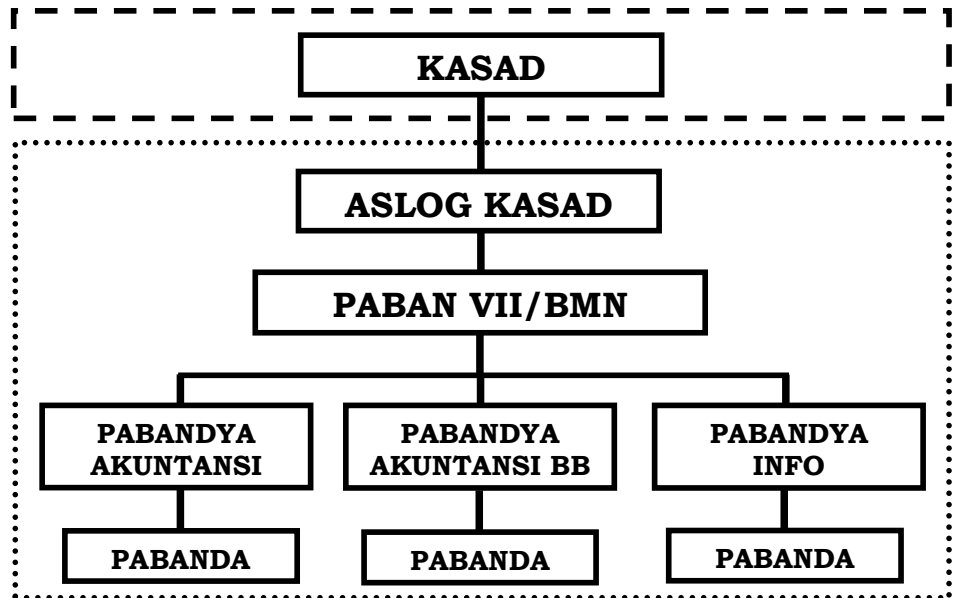 KASAD
ASLOG KASAD
PABAN VII/BMN
PABANDYA
AKUNTANSI
PABANDYA
AKUNTANSI BB
PABANDYA
INFO
PABANDA
PABANDA
PABANDA